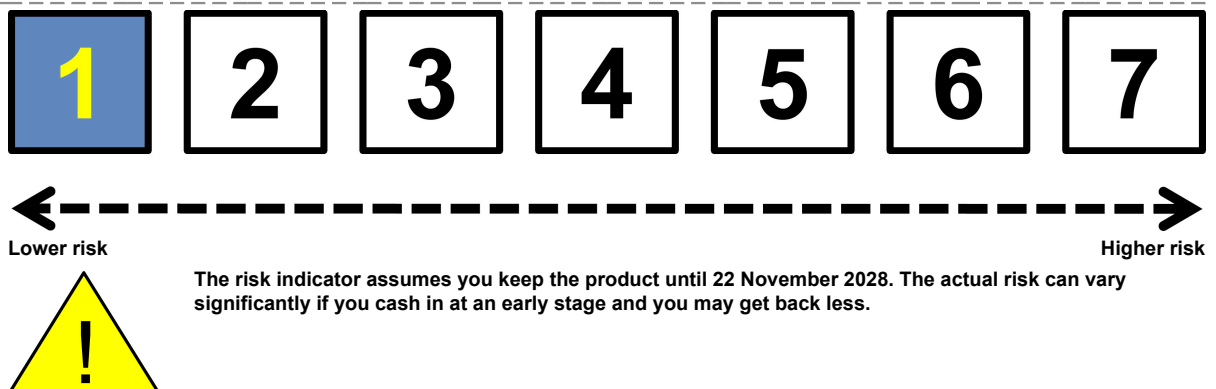 1 2 3 4 5 6 7
Lower risk Higher risk
The risk indicator assumes you keep the product until 22 November 2028. The actual risk can vary
significantly if you cash in at an early stage and you may get back less.
!